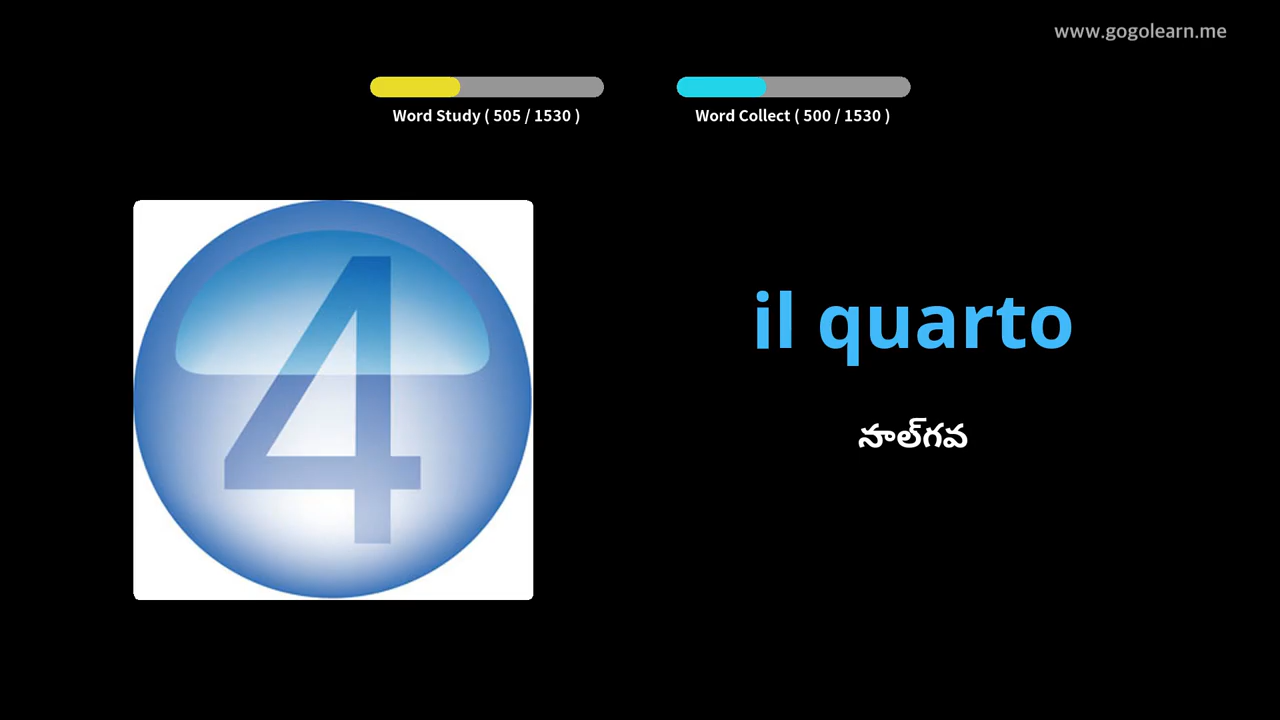 www.gogolearn.me
Word Study ( 505 / 1530 )
Word Collect ( 500 / 1530 )
4
il quarto
నాల్‌గవ